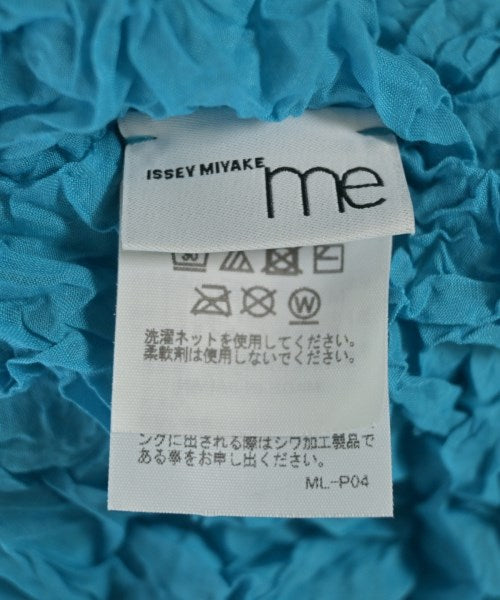 ISSEY MIYAKE me
W
洗濯ネットを使用してください。
柔軟剤は使用しないでください。
ングに出される際はシワ加工製品で
ある事をお申し出ください。
ML-P04